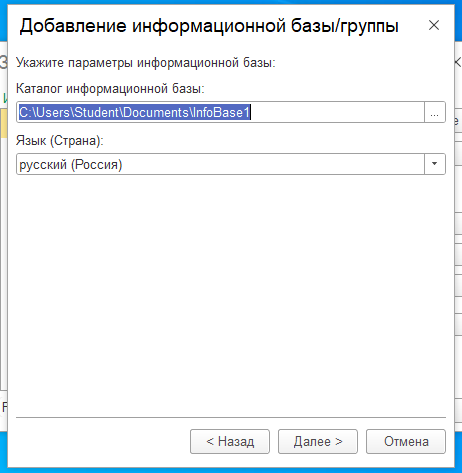 Добавление информационной базы/группы
Укажите параметры информационной базы:
Каталог информационной базы:
C:\Users\Student\Documents\InfoBase1
...
Язык (Страна):
русский (Россия)
< Назад
Далее >
Отмена